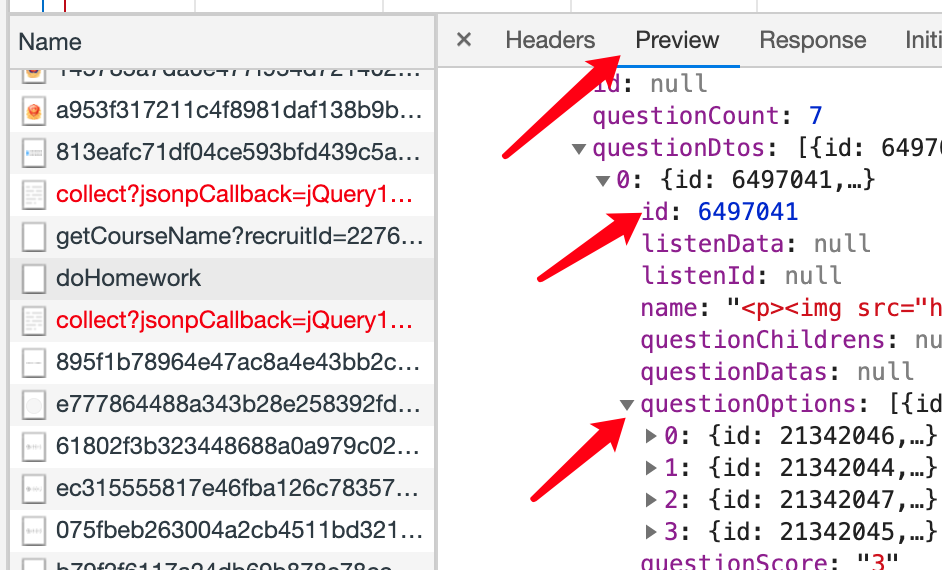 Name
a953f317211c4f8981daf138b9b...
813eafc71df04ce593bfd439c5a...
collect?jsonpCallback=jQuery1...
getCourseName?recruitId=2276...
doHomework
collect?jsonpCallback=jQuery1...
895f1b78964e47ac8a4e43bb2c...
e777864488a343b28e258392fd...
61802f3b323448688a0a979c02...
ec315555817e46fba126c78357...
075fbeb263004a2cb4511bd321...
× Headers Preview Response Initi
id: null
questionCount: 7
▼questionDtos: [{id: 6497
▼0: {id: 6497041,…}
id: 6497041
listenData: null
listenId: null
name: "<p><img src="h
questionChildrens: nu
questionDatas: null
▼questionOptions: [{id
▶0: {id: 21342046,…}
▶1: {id: 21342044,…}
▶2: {id: 21342047,…}
▶3: {id: 21342045,…}
questionScore: "3"